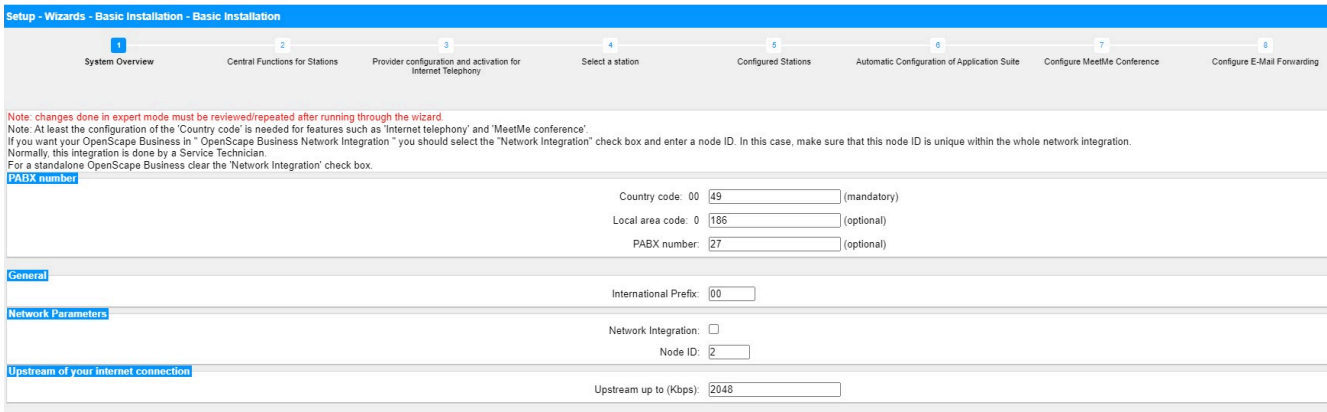 Setup - Wizards - Basic Installation - Basic Installation
1
System Overview
2
Central Functions for Stations
3
Provider configuration and activation for
Internet Telephony
4
Select a station
5
Configured Stations
6
Automatic Configuration of Application Suite
7
Configure MeetMe Conference
8
Configure E-Mail Forwarding
Note: changes done in expert mode must be reviewed/repeated after running through the wizard.
Note: At least the configuration of the 'Country code' is needed for features such as 'Internet telephony' and 'MeetMe conference'.
If you want your OpenScape Business in " OpenScape Business Network Integration " you should select the "Network Integration" check box and enter a node ID. In this case, make sure that this node ID is unique within the whole network integration.
Normally, this integration is done by a Service Technician.
For a standalone OpenScape Business clear the 'Network Integration' check box.
PABX number
Country code: 00 49 (mandatory)
Local area code: 0 186 (optional)
PABX number: 27 (optional)
General
International Prefix: 00
Network Parameters
Network Integration:
Node ID: 2
Upstream of your internet connection
Upstream up to (Kbps): 2048